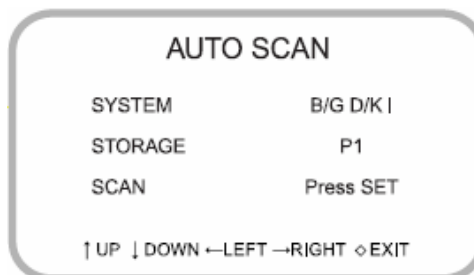 AUTO SCAN
SYSTEM B/G D/K I
STORAGE P1
SCAN Press SET
↑UP ↓DOWN ←LEFT →RIGHT ◇EXIT